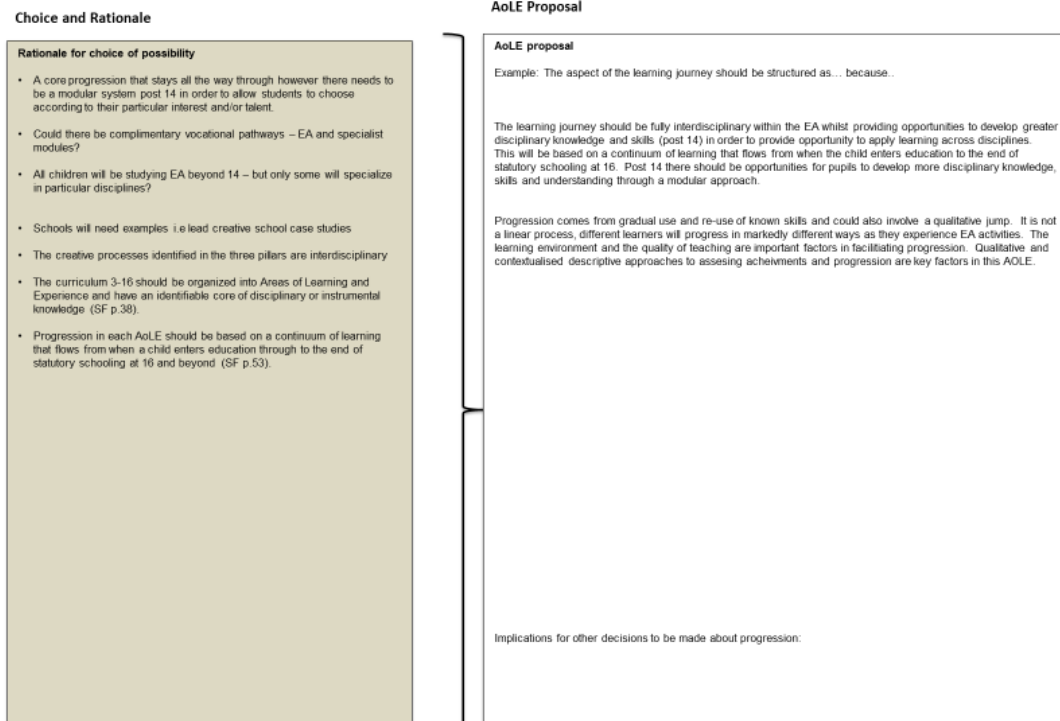 Choice and Rationale
Rationale for choice of possibility
• A core progression that stays all the way through however there needs to
be a modular system post 14 in order to allow students to choose
according to their particular interest and/or talent.
• Could there be complimentary vocational pathways – EA and specialist
modules?
• All children will be studying EA beyond 14 – but only some will specialize
in particular disciplines?
• Schools will need examples i.e lead creative school case studies
• The creative processes identified in the three pillars are interdisciplinary
• The curriculum 3-16 should be organized into Areas of Learning and
Experience and have an identifiable core of disciplinary or instrumental
knowledge (SF p.38).
• Progression in each AoLE should be based on a continuum of learning
that flows from when a child enters education through to the end of
statutory schooling at 16 and beyond (SF p.53).
AoLE Proposal
AoLE proposal
Example: The aspect of the learning journey should be structured as... because..
The learning journey should be fully interdisciplinary within the EA whilst providing opportunities to develop greater
disciplinary knowledge and skills (post 14) in order to provide opportunity to apply learning across disciplines.
This will be based on a continuum of learning that flows from when the child enters education to the end of
statutory schooling at 16. Post 14 there should be opportunities for pupils to develop more disciplinary knowledge,
skills and understanding through a modular approach.
Progression comes from gradual use and re-use of known skills and could also involve a qualitative jump. It is not
a linear process, different learners will progress in markedly different ways as they experience EA activities. The
learning environment and the quality of teaching are important factors in facilitiating progression. Qualitative and
contextualised descriptive approaches to assesing acheivments and progression are key factors in this AOLE.
Implications for other decisions to be made about progression: